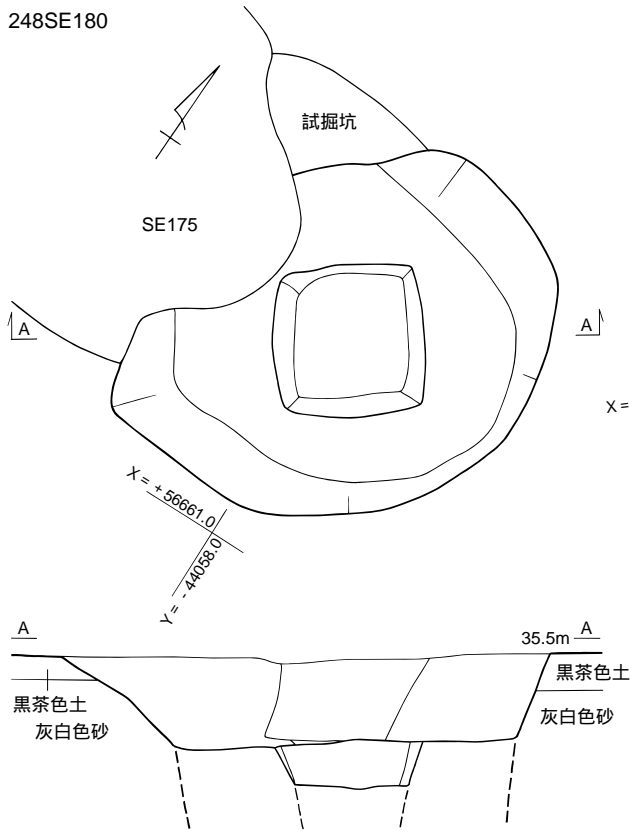 248SE180
試掘坑
SE175
A
A
X =
X = + 56661.0
Y = - 44058.0
A
35.5m
A
黒茶色土
黒茶色土
灰白色砂
灰白色砂